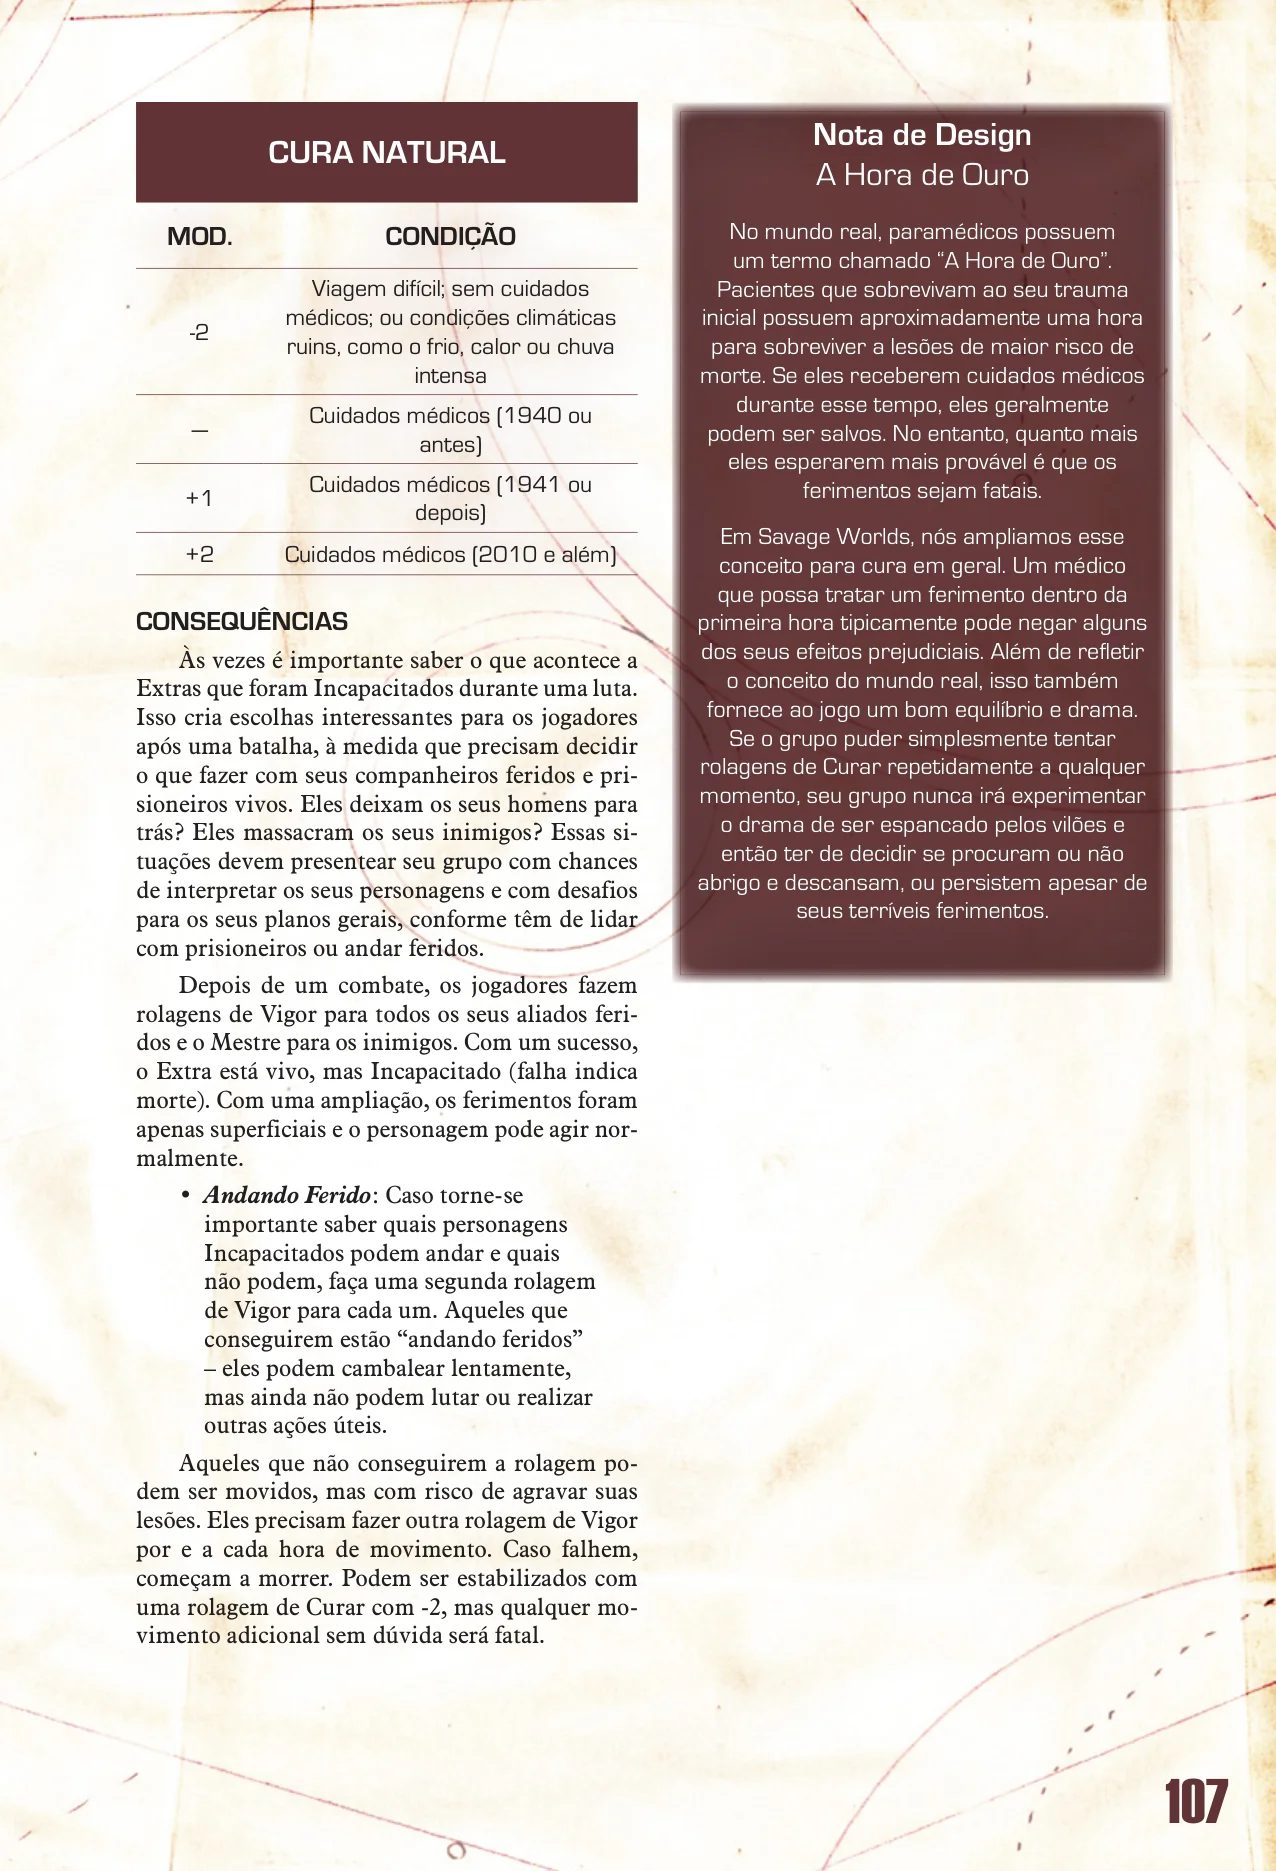 CURA NATURAL
MOD. CONDIÇÃO
-2 Viagem difícil; sem cuidados
médicos; ou condições climáticas
ruins, como o frio, calor ou chuva
intensa
— Cuidados médicos (1940 ou
antes)
+1 Cuidados médicos (1941 ou
depois)
+2 Cuidados médicos (2010 e além)
CONSEQUÊNCIAS
Às vezes é importante saber o que acontece a
Extras que foram Incapacitados durante uma luta.
Isso cria escolhas interessantes para os jogadores
após uma batalha, à medida que precisam decidir
o que fazer com seus companheiros feridos e pri-
sioneiros vivos. Eles deixam os seus homens para
trás? Eles massacram os seus inimigos? Essas si-
tuações devem presentear seu grupo com chances
de interpretar os seus personagens e com desafios
para os seus planos gerais, conforme têm de lidar
com prisioneiros ou andar feridos.
Depois de um combate, os jogadores fazem
rolagens de Vigor para todos os seus aliados feri-
dos e o Mestre para os inimigos. Com um sucesso,
o Extra está vivo, mas Incapacitado (falha indica
morte). Com uma ampliação, os ferimentos foram
apenas superficiais e o personagem pode agir nor-
malmente.
• Andando Ferido: Caso torne-se
importante saber quais personagens
Incapacitados podem andar e quais
não podem, faça uma segunda rolagem
de Vigor para cada um. Aqueles que
conseguirem estão “andando feridos”
– eles podem cambalear lentamente,
mas ainda não podem lutar ou realizar
outras ações úteis.
Aqueles que não conseguirem a rolagem po-
dem ser movidos, mas com risco de agravar suas
lesões. Eles precisam fazer outra rolagem de Vigor
por e a cada hora de movimento. Caso falhem,
começam a morrer. Podem ser estabilizados com
uma rolagem de Curar com -2, mas qualquer mo-
vimento adicional sem dúvida será fatal.
Nota de Design
A Hora de Ouro
No mundo real, paramédicos possuem
um termo chamado “A Hora de Ouro”.
Pacientes que sobrevivam ao seu trauma
inicial possuem aproximadamente uma hora
para sobreviver a lesões de maior risco de
morte. Se eles receberem cuidados médicos
durante esse tempo, eles geralmente
podem ser salvos. No entanto, quanto mais
eles esperarem mais provável é que os
ferimentos sejam fatais.
Em Savage Worlds, nós ampliamos esse
conceito para cura em geral. Um médico
que possa tratar um ferimento dentro da
primeira hora tipicamente pode negar alguns
dos seus efeitos prejudiciais. Além de refletir
o conceito do mundo real, isso também
fornece ao jogo um bom equilíbrio e drama.
Se o grupo puder simplesmente tentar
rolagens de Curar repetidamente a qualquer
momento, seu grupo nunca irá experimentar
o drama de ser espancado pelos vilões e
então ter de decidir se procuram ou não
abrigo e descansam, ou persistem apesar de
seus terríveis ferimentos.
107